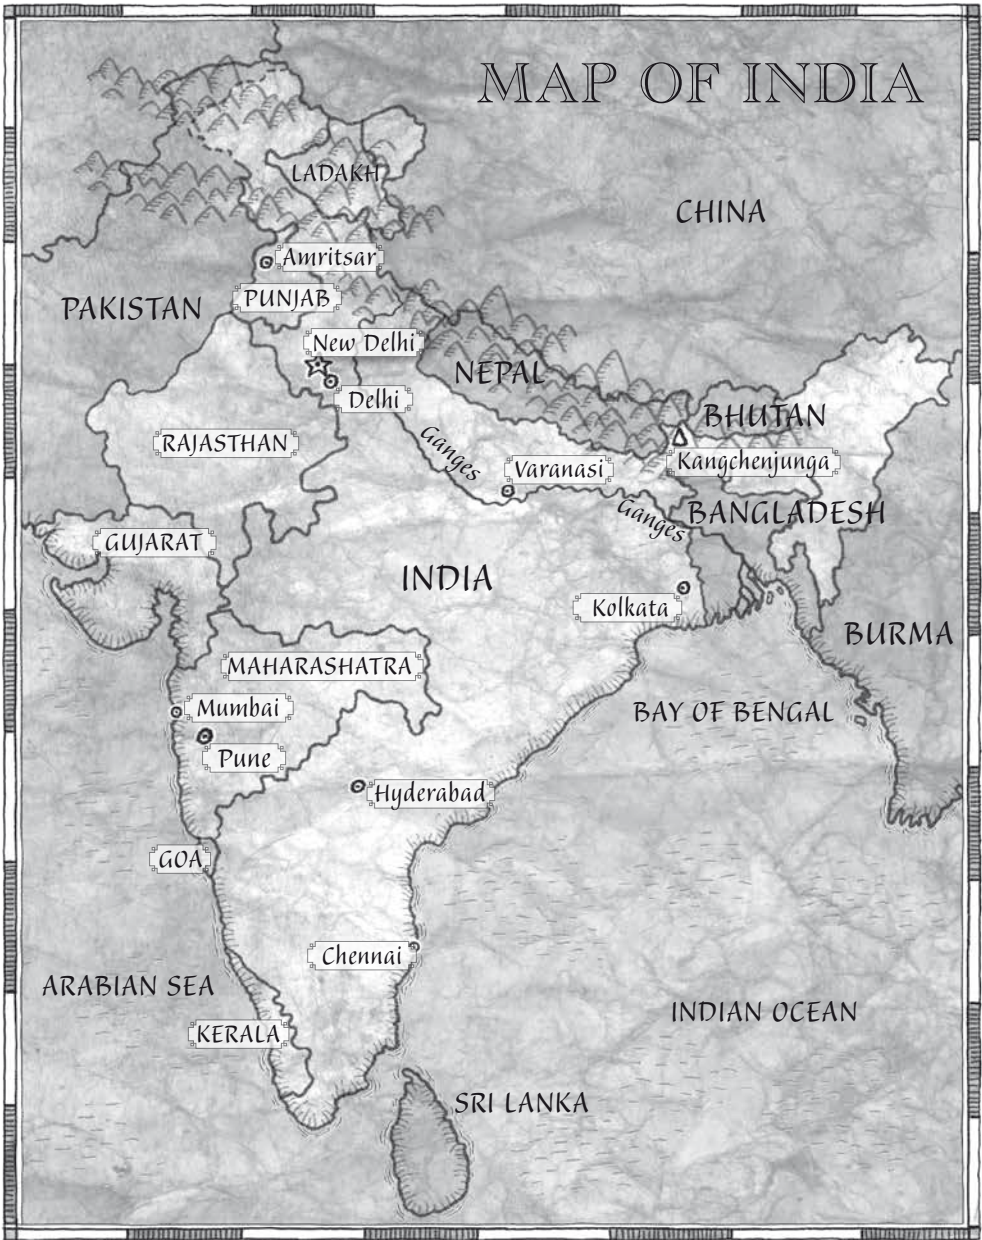 MAP OF INDIA
LADAKH
CHINA
Amritsar
PUNJAB
PAKISTAN
New Delhi
NEPAL
Delhi
BHUTAN
RAJASTHAN
Ganges
Varanasi
Kangchenjunga
Ganges
BANGLADESH
GUJARAT
INDIA
Kolkata
BURMA
MAHARASHATRA
Mumbai
BAY OF BENGAL
Pune
Hyderabad
GOA
Chennai
ARABIAN SEA
INDIAN OCEAN
KERALA
SRI LANKA